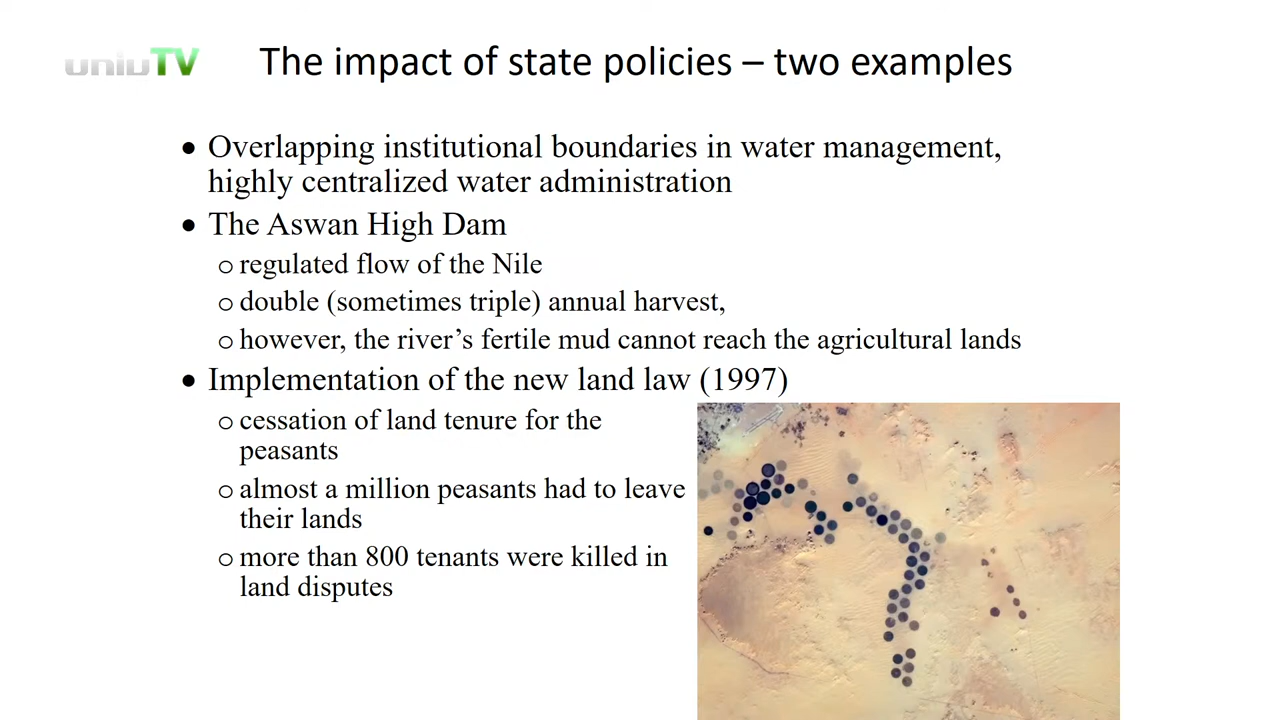 uniuTV
The impact of state policies – two examples
• Overlapping institutional boundaries in water management,
highly centralized water administration
• The Aswan High Dam
o regulated flow of the Nile
o double (sometimes triple) annual harvest,
o however, the river’s fertile mud cannot reach the agricultural lands
• Implementation of the new land law (1997)
o cessation of land tenure for the
peasants
o almost a million peasants had to leave
their lands
o more than 800 tenants were killed in
land disputes